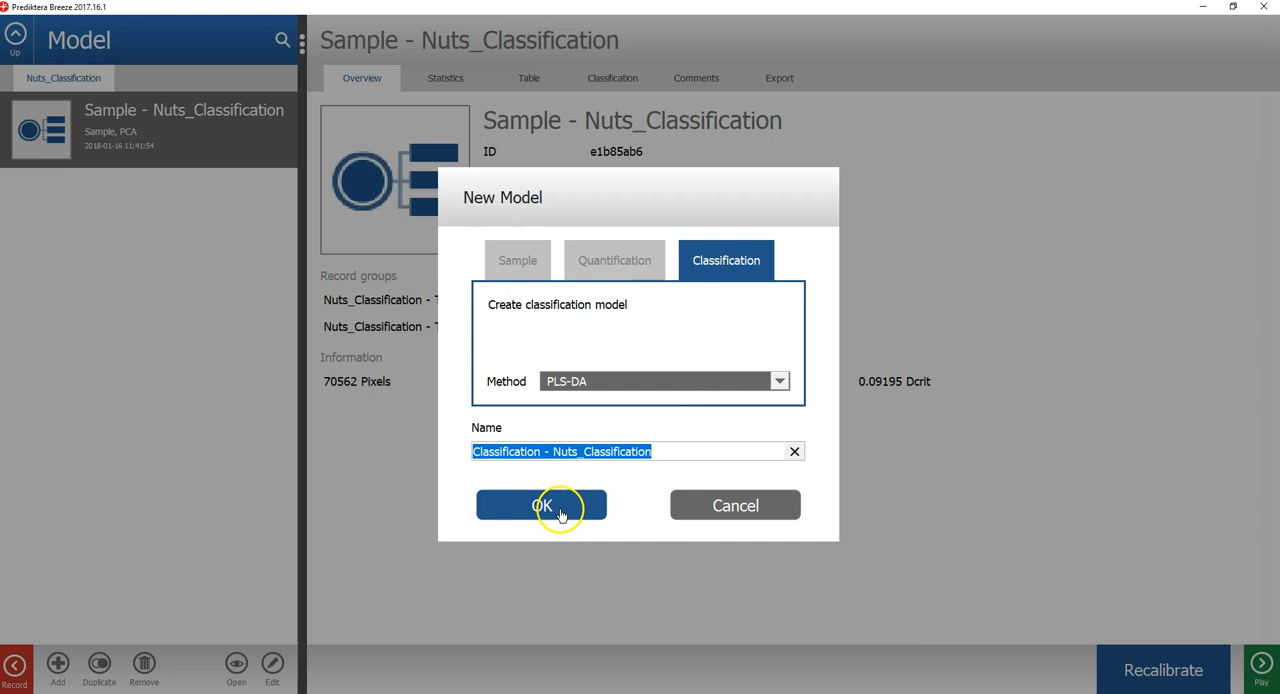 Prediktera Breeze 2017.16.1
Up
Model
Sample - Nuts_Classification
Nuts_Classification
Overview
Statistics
Table
Classification
Comments
Export
Sample - Nuts_Classification
Sample, PCA
2018-01-16 11:41:54
Sample - Nuts_Classification
ID
e1b85ab6
New Model
Sample
Quantification
Classification
Create classification model
Method
PLS-DA
Name
Classification - Nuts_Classification
OK
Cancel
Record groups
Nuts_Classification - T
Nuts_Classification - T
Information
70562 Pixels
0.09195 Dcrit
Record
Add
Duplicate
Remove
Open
Edit
Recalibrate
Play